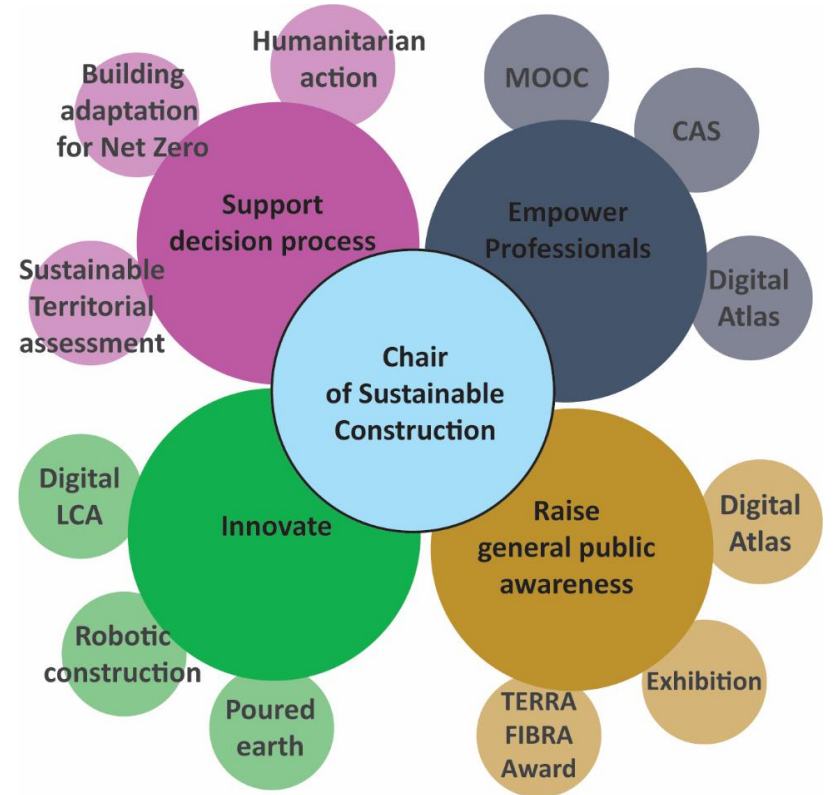 Humanitarian
action
Building
adaptation
for Net Zero
Support
decision process
Sustainable
Territorial
assessment
MOOC
CAS
Empower
Professionals
Digital
Atlas
Chair
of Sustainable
Construction
Digital
LCA
Innovate
Robotic
construction
Poured
earth
Raise
general public
awareness
Digital
Atlas
Exhibition
TERRA
FIBRA
Award